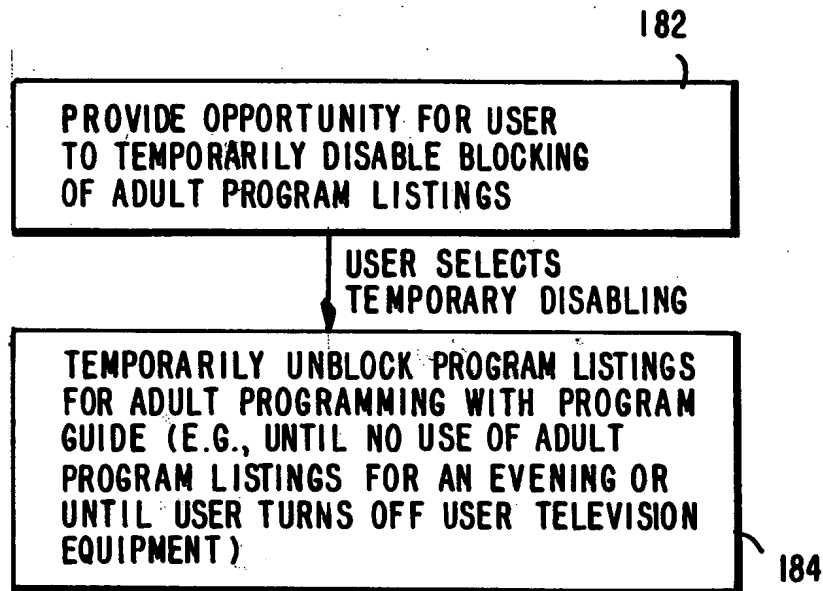 182
PROVIDE OPPORTUNITY FOR USER
TO TEMPORARILY DISABLE BLOCKING
OF ADULT PROGRAM LISTINGS
USER SELECTS
TEMPORARY DISABLING
TEMPORARILY UNBLOCK PROGRAM LISTINGS
FOR ADULT PROGRAMMING WITH PROGRAM
GUIDE (E.G., UNTIL NO USE OF ADULT
PROGRAM LISTINGS FOR AN EVENING OR
UNTIL USER TURNS OFF USER TELEVISION
EQUIPMENT)
184